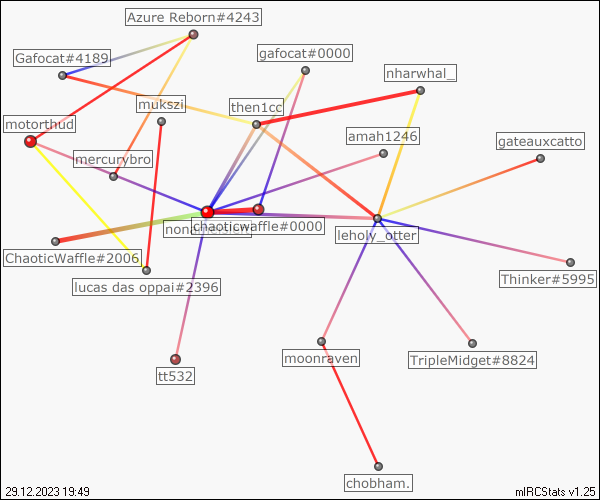 Azure Reborn#4243
gafocat#0000
Gafocat#4189
nharwhal_
mukszi
then1cc
motorthud
amah1246
gateauxcatto
mercurybro
chaoticwaffle#0000
leholy_otter
ChaoticWaffle#2006
Thinker#5995
lucas das oppai#2396
moonraven
TripleMidget#8824
tt532
chobham.
29.12.2023 19:49
mIRCStats v1.25